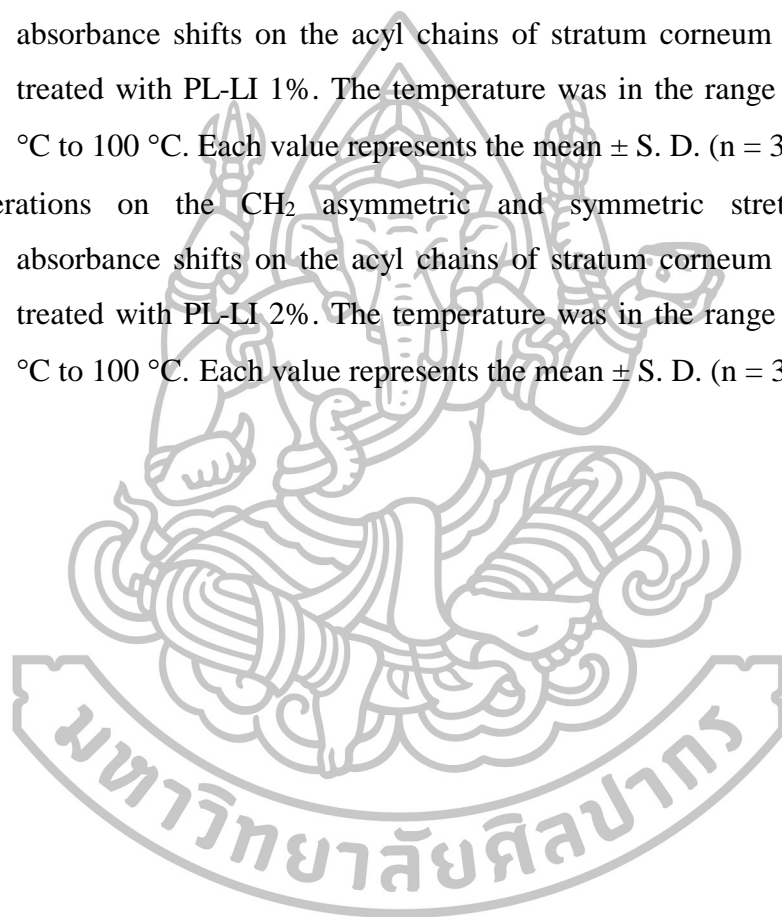 absorbance shifts on the acyl chains of stratum corneum
treated with PL-LI 1%. The temperature was in the range
°C to 100 °C. Each value represents the mean ± S. D. (n = 3
erations on the CH₂ asymmetric and symmetric stret
absorbance shifts on the acyl chains of stratum corneum
treated with PL-LI 2%. The temperature was in the range
°C to 100 °C. Each value represents the mean ± S. D. (n = 3
มหาวิทยาลัยศิลปากร